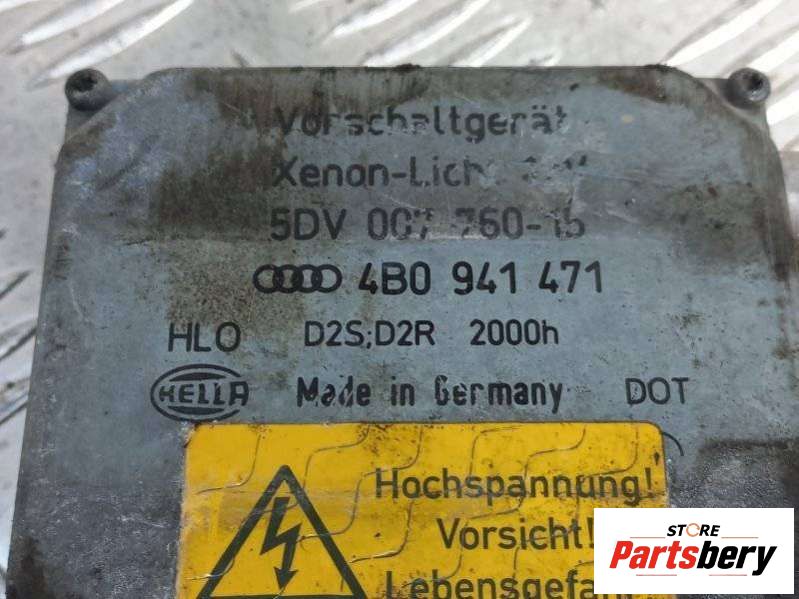 Vorschaltgerät
5DV 007 760-15
4B0 941 471
HLO D2S;D2R 2000h
HELLA Made in Germany DOT
Hochspannung!
Vorsicht!
STORE
Partsbery